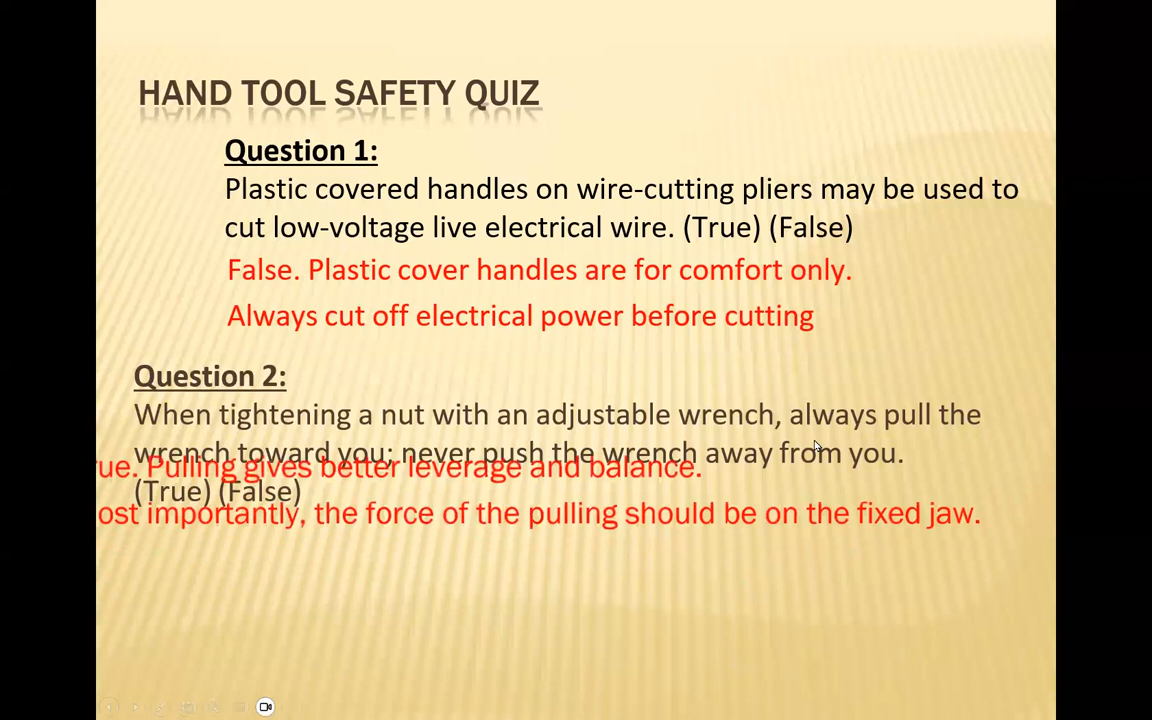 HAND TOOL SAFETY QUIZ
Question 1:
Plastic covered handles on wire-cutting pliers may be used to
cut low-voltage live electrical wire. (True) (False)
False. Plastic cover handles are for comfort only.
Always cut off electrical power before cutting
Question 2:
When tightening a nut with an adjustable wrench, always pull the
wrench toward you; never push the wrench away from you.
ue. Pulling gives better leverage and balance.
(True) (False)
ost importantly, the force of the pulling should be on the fixed jaw.